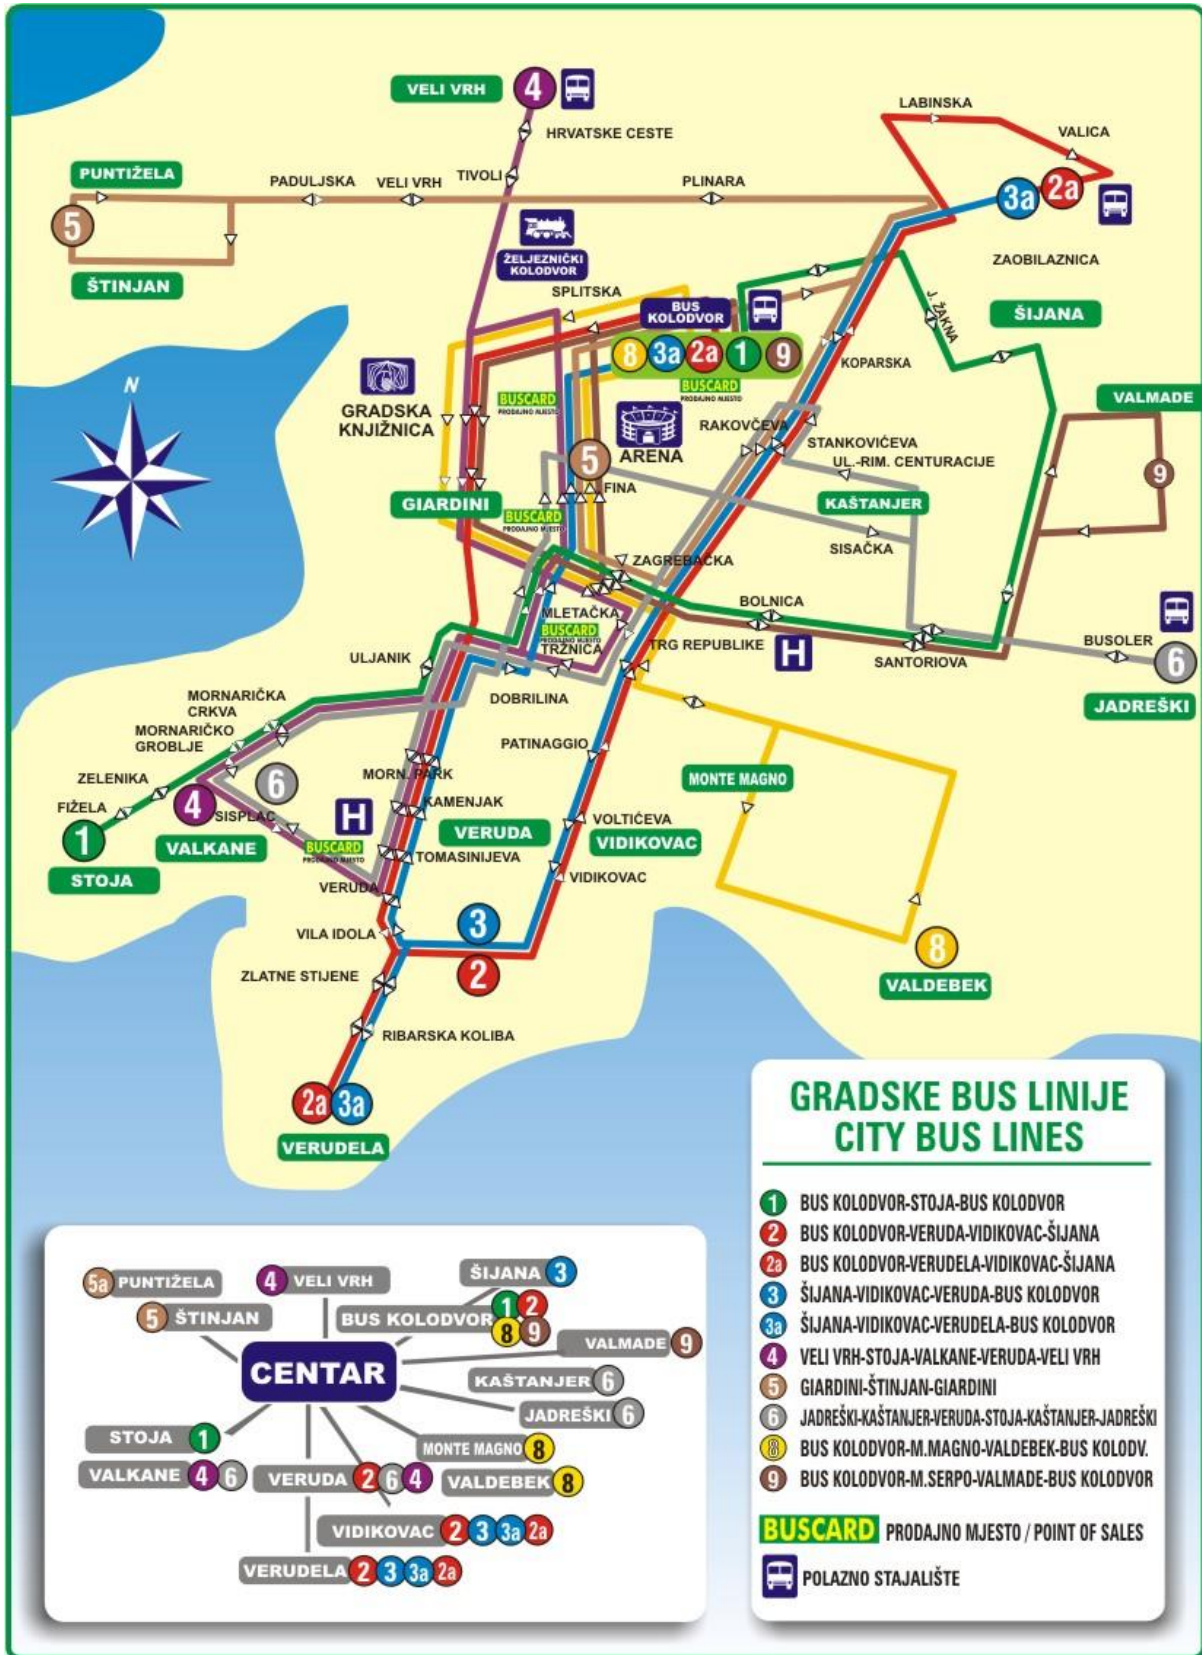 VELI VRH
4
HRVATSKE CESTE
LABINSKA
VALICA
PUNTIŽELA
PADULJSKA
VELI VRH
TIVOLI
PLINARA
3a
2a
5
ŠTINJAN
ŽELJEZNIČKI
KOLODVOR
ZAOBILAZNICA
SPLITSKA
BUS
KOLODVOR
J. ŽAKNA
ŠIJANA
8
3a
2a
1
9
KOPARSKA
N
GRADSKA
KNJIŽNICA
BUSCARD
PRODAJNO MJESTO
BUSCARD
PRODAJNO MJESTO
VALMADE
RAKOVČEVA
STANKOVIĆEVA
ARENA
UL.-RIM. CENTURACIJE
5
9
FINA
GIARDINI
KAŠTANJER
BUSCARD
PRODAJNO MJESTO
SISAČKA
ZAGREBAČKA
BOLNICA
MLETAČKA
BUSCARD
PRODAJNO MJESTO
TRŽNICA
TRG REPUBLIKE
H
SANTORIOVA
BUSOLER
6
JADREŠKI
ULJANIK
DOBRILINA
MORNARIČKA
CRKVA
MORNARIČKO
GROBLJE
PATINAGGIO
ZELENIKA
6
MORN. PARK
MONTE MAGNO
FIŽELA
4
SISPLAC
H
KAMENJAK
1
VALKANE
BUSCARD
PRODAJNO MJESTO
VERUDA
VOLTIĆEVA
VIDIKOVAC
STOJA
TOMASINIJEVA
VERUDA
VIDIKOVAC
VILA IDOLA
3
2
8
ZLATNE STIJENE
VALDEBEK
RIBARSKA KOLIBA
2a
3a
VERUDELA
GRADSKE BUS LINIJE
CITY BUS LINES
1 BUS KOLODVOR-STOJA-BUS KOLODVOR
2 BUS KOLODVOR-VERUDA-VIDIKOVAC-ŠIJANA
2a BUS KOLODVOR-VERUDELA-VIDIKOVAC-ŠIJANA
3 ŠIJANA-VIDIKOVAC-VERUDA-BUS KOLODVOR
3a ŠIJANA-VIDIKOVAC-VERUDELA-BUS KOLODVOR
4 VELI VRH-STOJA-VALKANE-VERUDA-VELI VRH
5 GIARDINI-ŠTINJAN-GIARDINI
6 JADREŠKI-KAŠTANJER-VERUDA-STOJA-KAŠTANJER-JADREŠKI
8 BUS KOLODVOR-M.MAGNO-VALDEBEK-BUS KOLODV.
9 BUS KOLODVOR-M.SERPO-VALMADE-BUS KOLODVOR
BUSCARD PRODAJNO MJESTO / POINT OF SALES
POLAZNO STAJALIŠTE
5a PUNTIŽELA
4 VELI VRH
ŠIJANA 3
5 ŠTINJAN
BUS KOLODVOR 1 2 8 9
VALMADE 9
CENTAR
KAŠTANJER 6
JADREŠKI 6
STOJA 1
MONTE MAGNO 8
VALKANE 4 6
VERUDA 2 6 4
VALDEBEK 8
VIDIKOVAC 2 3 3a 2a
VERUDELA 2 3 3a 2a